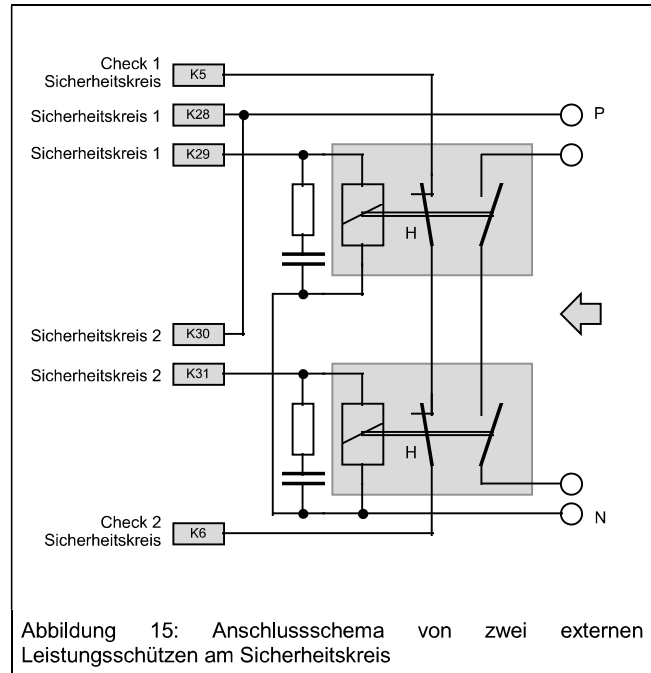 Check 1
Sicherheitskreis
K5
Sicherheitskreis 1
K28
P
Sicherheitskreis 1
K29
H
Sicherheitskreis 2
K30
Sicherheitskreis 2
K31
H
Check 2
Sicherheitskreis
K6
N
Abbildung 15: Anschlussschema von zwei externen
Leistungsschützen am Sicherheitskreis